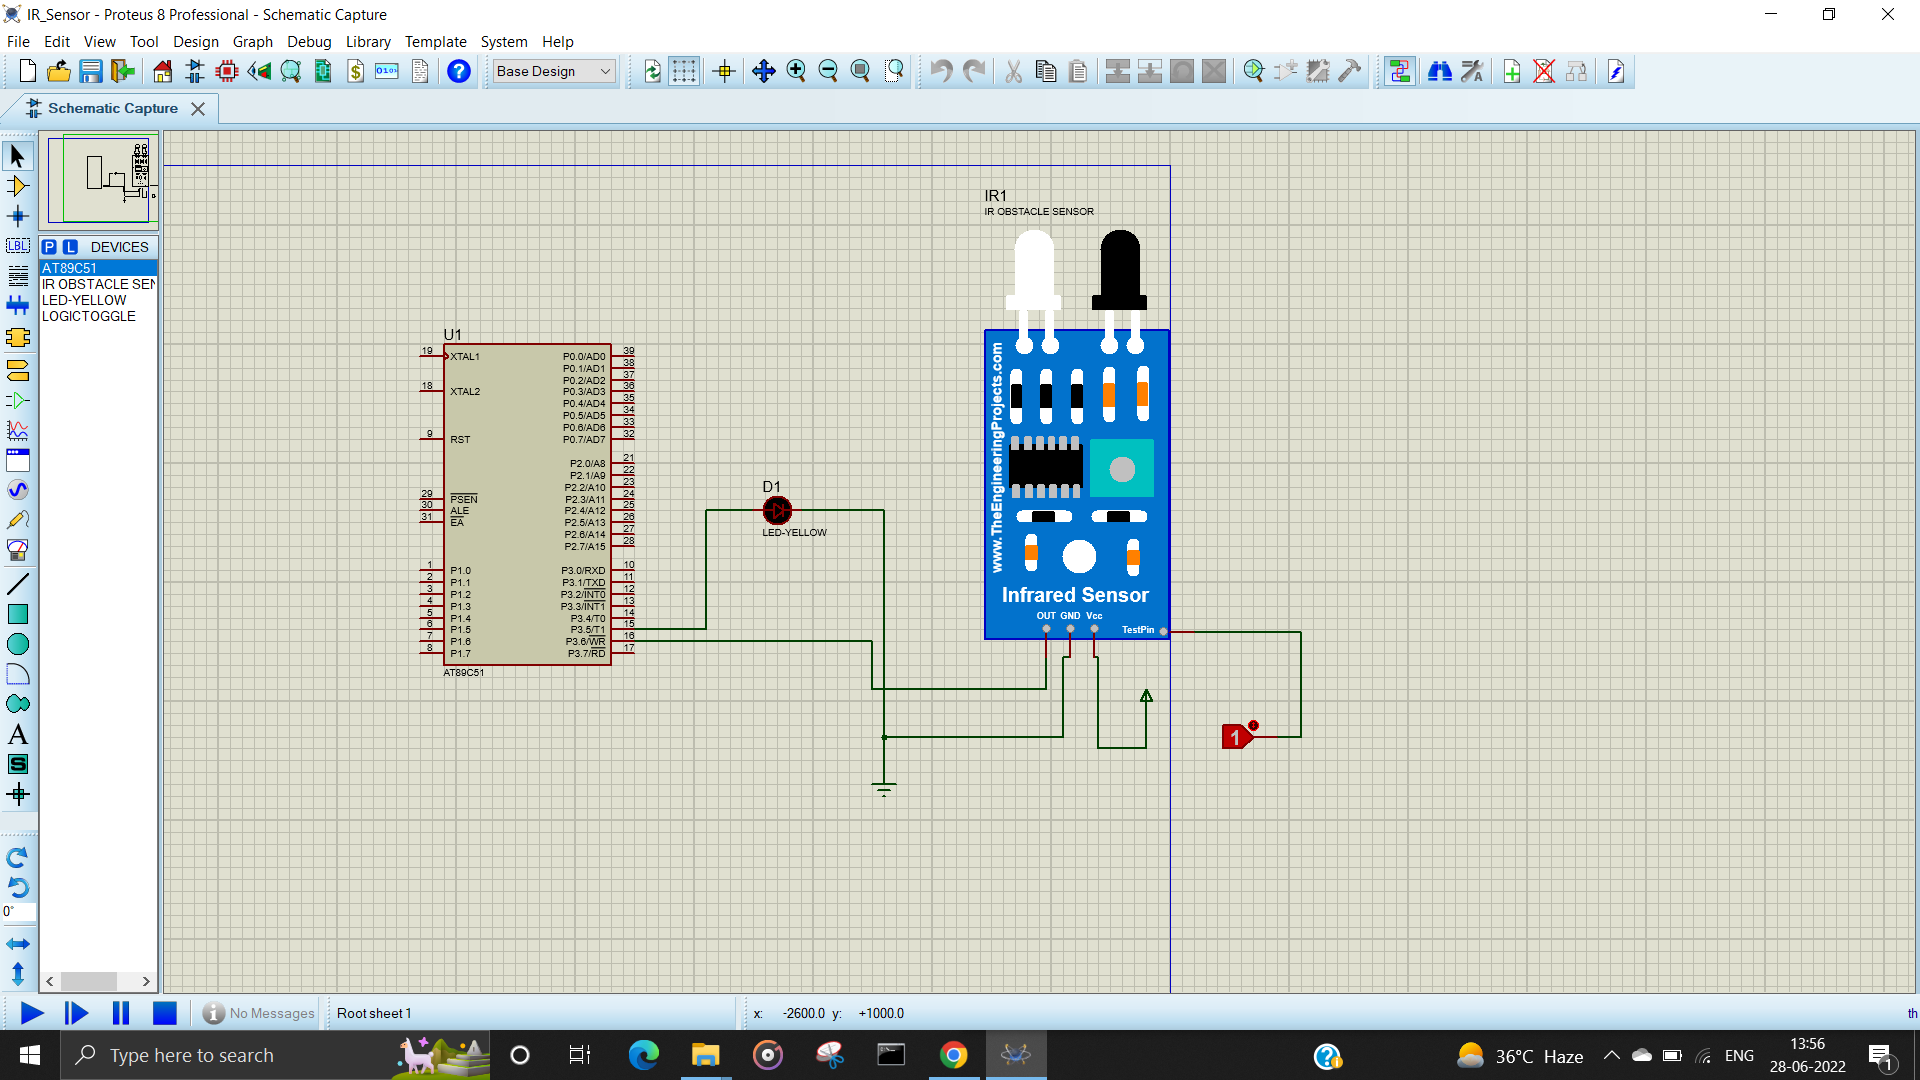 IR_Sensor - Proteus 8 Professional - Schematic Capture
File Edit View Tool Design Graph Debug Library Template System Help
Base Design
Schematic Capture
P L DEVICES
AT89C51
IR OBSTACLE SEN
LED-YELLOW
LOGICTOGGLE
LBL
A
S
0°
IR1
IR OBSTACLE SENSOR
U1
19 XTAL1
18 XTAL2
9 RST
29 PSEN
30 ALE
31 EA
1 P1.0
2 P1.1
3 P1.2
4 P1.3
5 P1.4
6 P1.5
7 P1.6
8 P1.7
P0.0/AD0 39
P0.1/AD1 38
P0.2/AD2 37
P0.3/AD3 36
P0.4/AD4 35
P0.5/AD5 34
P0.6/AD6 33
P0.7/AD7 32
P2.0/A8 21
P2.1/A9 22
P2.2/A10 23
P2.3/A11 24
P2.4/A12 25
P2.5/A13 26
P2.6/A14 27
P2.7/A15 28
P3.0/RXD 10
P3.1/TXD 11
P3.2/INT0 12
P3.3/INT1 13
P3.4/T0 14
P3.5/T1 15
P3.6/WR 16
P3.7/RD 17
AT89C51
D1
LED-YELLOW
www.TheEngineeringProjects.com
Infrared Sensor
OUT GND Vcc
TestPin
1
No Messages
Root sheet 1
x: -2600.0 y: +1000.0
th
Type here to search
36°C Haze
ENG
13:56
28-06-2022
1